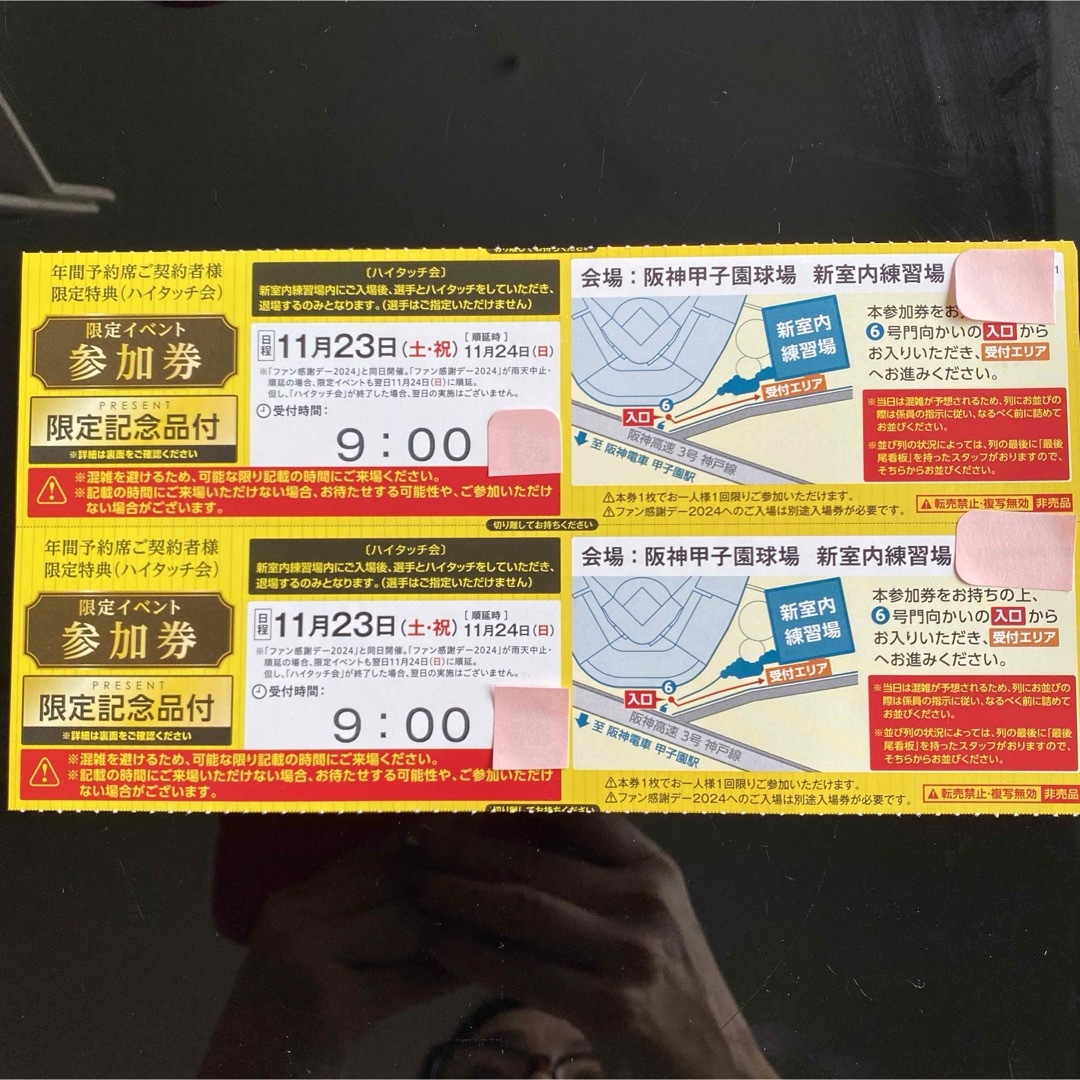 切り離してお持ちください
年間予約席ご契約者様
限定特典(ハイタッチ会)
限定イベント
参加券
PRESENT
限定記念品付
※詳細は裏面をご確認ください
〔ハイタッチ会〕
新室内練習場内にご入場後、選手とハイタッチをしていただき、
退場するのみとなります。(選手はご指定いただけません)
日程 11月23日(土・祝) [順延時] 11月24日(日)
※「ファン感謝デー2024」と同日開催。「ファン感謝デー2024」が雨天中止・
順延の場合、限定イベントも翌日11月24日(日)に順延。
但し、「ハイタッチ会」が終了した場合、翌日の実施はございません。
受付時間：
9：00
※混雑を避けるため、可能な限り記載の時間にご来場ください。
※記載の時間にご来場いただけない場合、お待たせする可能性や、ご参加いただけ
ない場合がございます。
会場：阪神甲子園球場 新室内練習場
1
新室内
練習場
受付エリア
6
入口
阪神高速 3号 神戸線
至 阪神電車 甲子園駅
本参加券をお
6号門向かいの 入口 から
お入りいただき、受付エリア
へお進みください。
※当日は混雑が予想されるため、列にお並びの
際は係員の指示に従い、なるべく前に詰めて
お並びください。
※並び列の状況によっては、列の最後に「最後
尾看板」を持ったスタッフがおりますので、
そちらからお並びください。
⚠本券1枚でお一人様1回限りご参加いただけます。
⚠ファン感謝デー2024へのご入場は別途入場券が必要です。
⚠転売禁止・複写無効 非売品
切り離してお持ちください
年間予約席ご契約者様
限定特典(ハイタッチ会)
限定イベント
参加券
PRESENT
限定記念品付
※詳細は裏面をご確認ください
〔ハイタッチ会〕
新室内練習場内にご入場後、選手とハイタッチをしていただき、
退場するのみとなります。(選手はご指定いただけません)
日程 11月23日(土・祝) [順延時] 11月24日(日)
※「ファン感謝デー2024」と同日開催。「ファン感謝デー2024」が雨天中止・
順延の場合、限定イベントも翌日11月24日(日)に順延。
但し、「ハイタッチ会」が終了した場合、翌日の実施はございません。
受付時間：
9：00
※混雑を避けるため、可能な限り記載の時間にご来場ください。
※記載の時間にご来場いただけない場合、お待たせする可能性や、ご参加いただけ
ない場合がございます。
会場：阪神甲子園球場 新室内練習場
新室内
練習場
受付エリア
6
入口
阪神高速 3号 神戸線
至 阪神電車 甲子園駅
本参加券をお持ちの上、
6号門向かいの 入口 から
お入りいただき、受付エリア
へお進みください。
※当日は混雑が予想されるため、列にお並びの
際は係員の指示に従い、なるべく前に詰めて
お並びください。
※並び列の状況によっては、列の最後に「最後
尾看板」を持ったスタッフがおりますので、
そちらからお並びください。
⚠本券1枚でお一人様1回限りご参加いただけます。
⚠ファン感謝デー2024へのご入場は別途入場券が必要です。
⚠転売禁止・複写無効 非売品
切り離してお持ちください